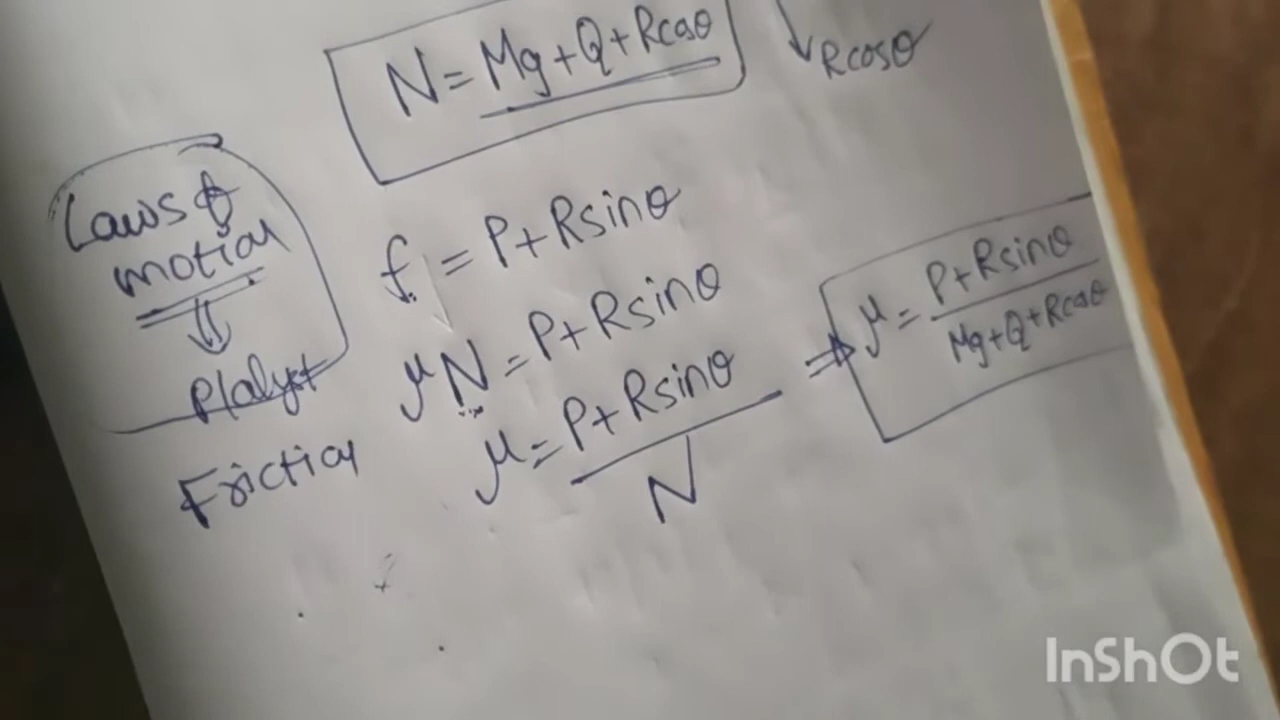 N = Mg + Q + Rcosθ
Rcosθ
Laws of
motion
⇓
Playlist
Friction
f = P + Rsinθ
μN = P + Rsinθ
μ = P + Rsinθ / N
⇒ μ = P + Rsinθ / Mg + Q + Rcosθ
InShOt